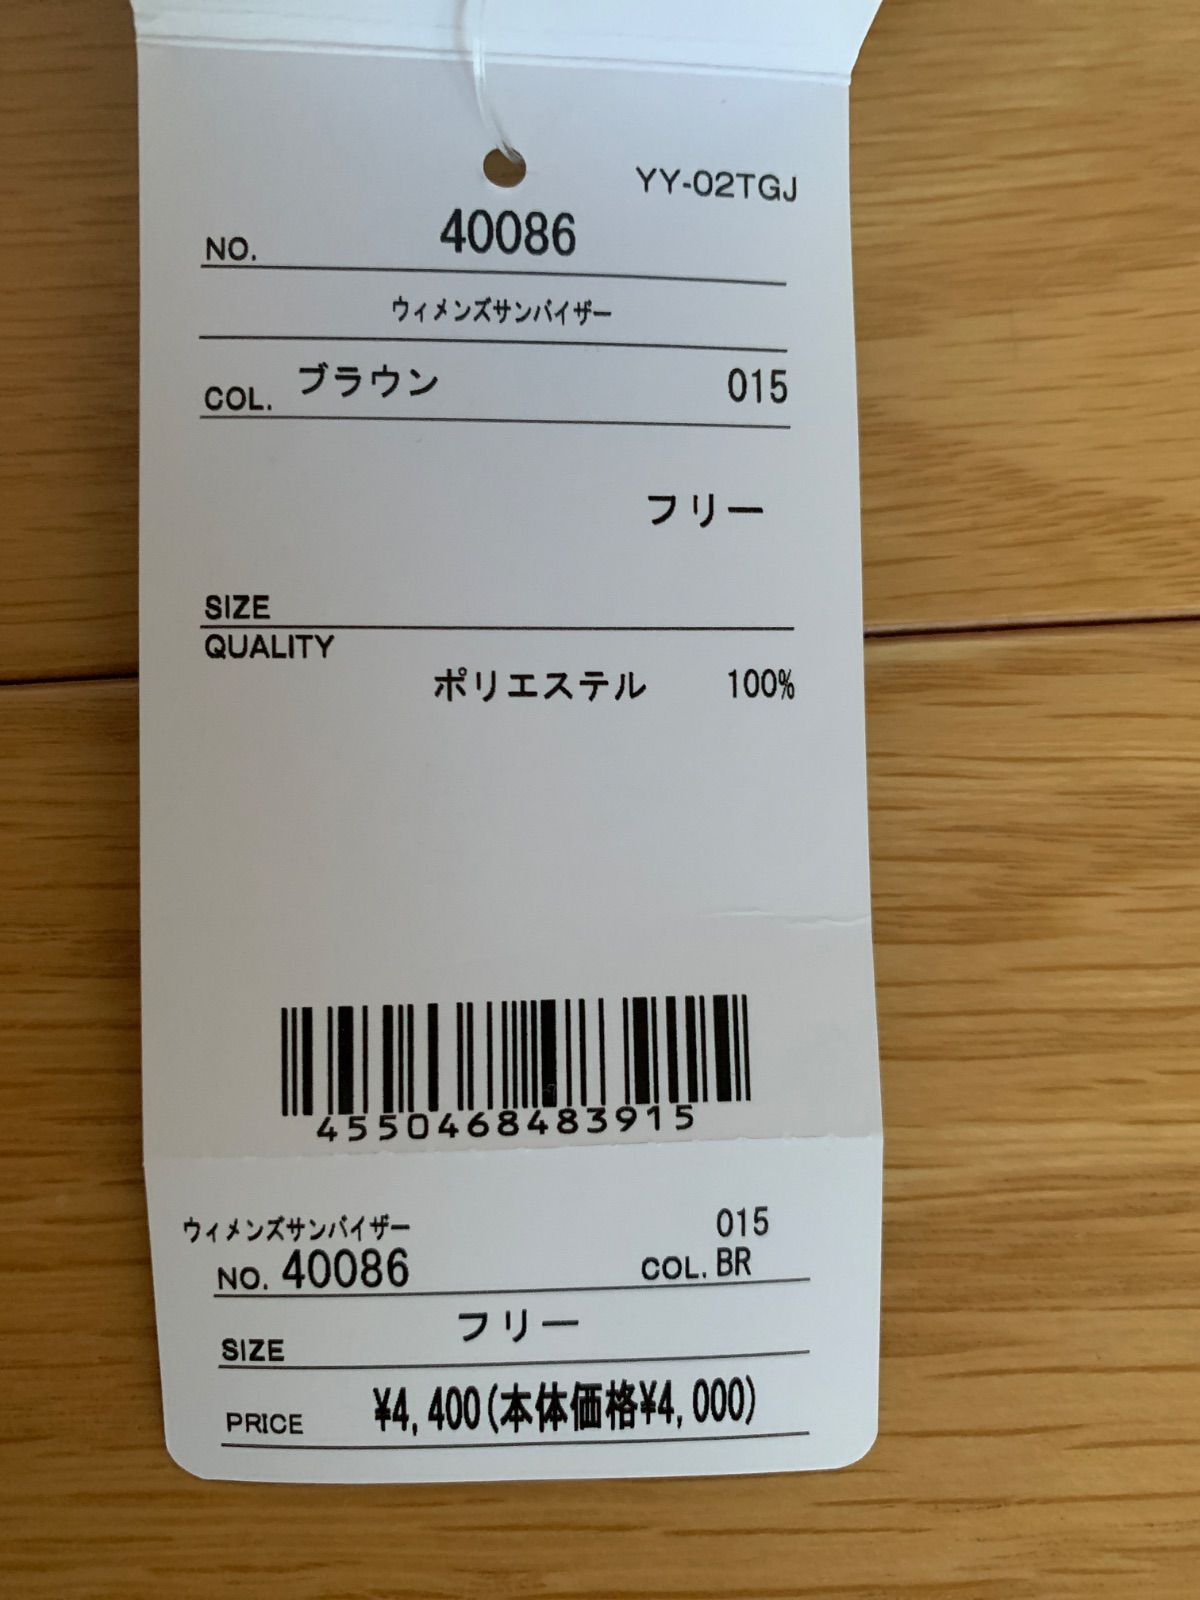 YY-02TGJ
NO. 40086
ウィメンズサンバイザー
COL. ブラウン 015
フリー
SIZE
QUALITY
ポリエステル 100%
4550468483915
ウィメンズサンバイザー 015
NO. 40086 COL. BR
フリー
SIZE
PRICE ¥4,400(本体価格¥4,000)